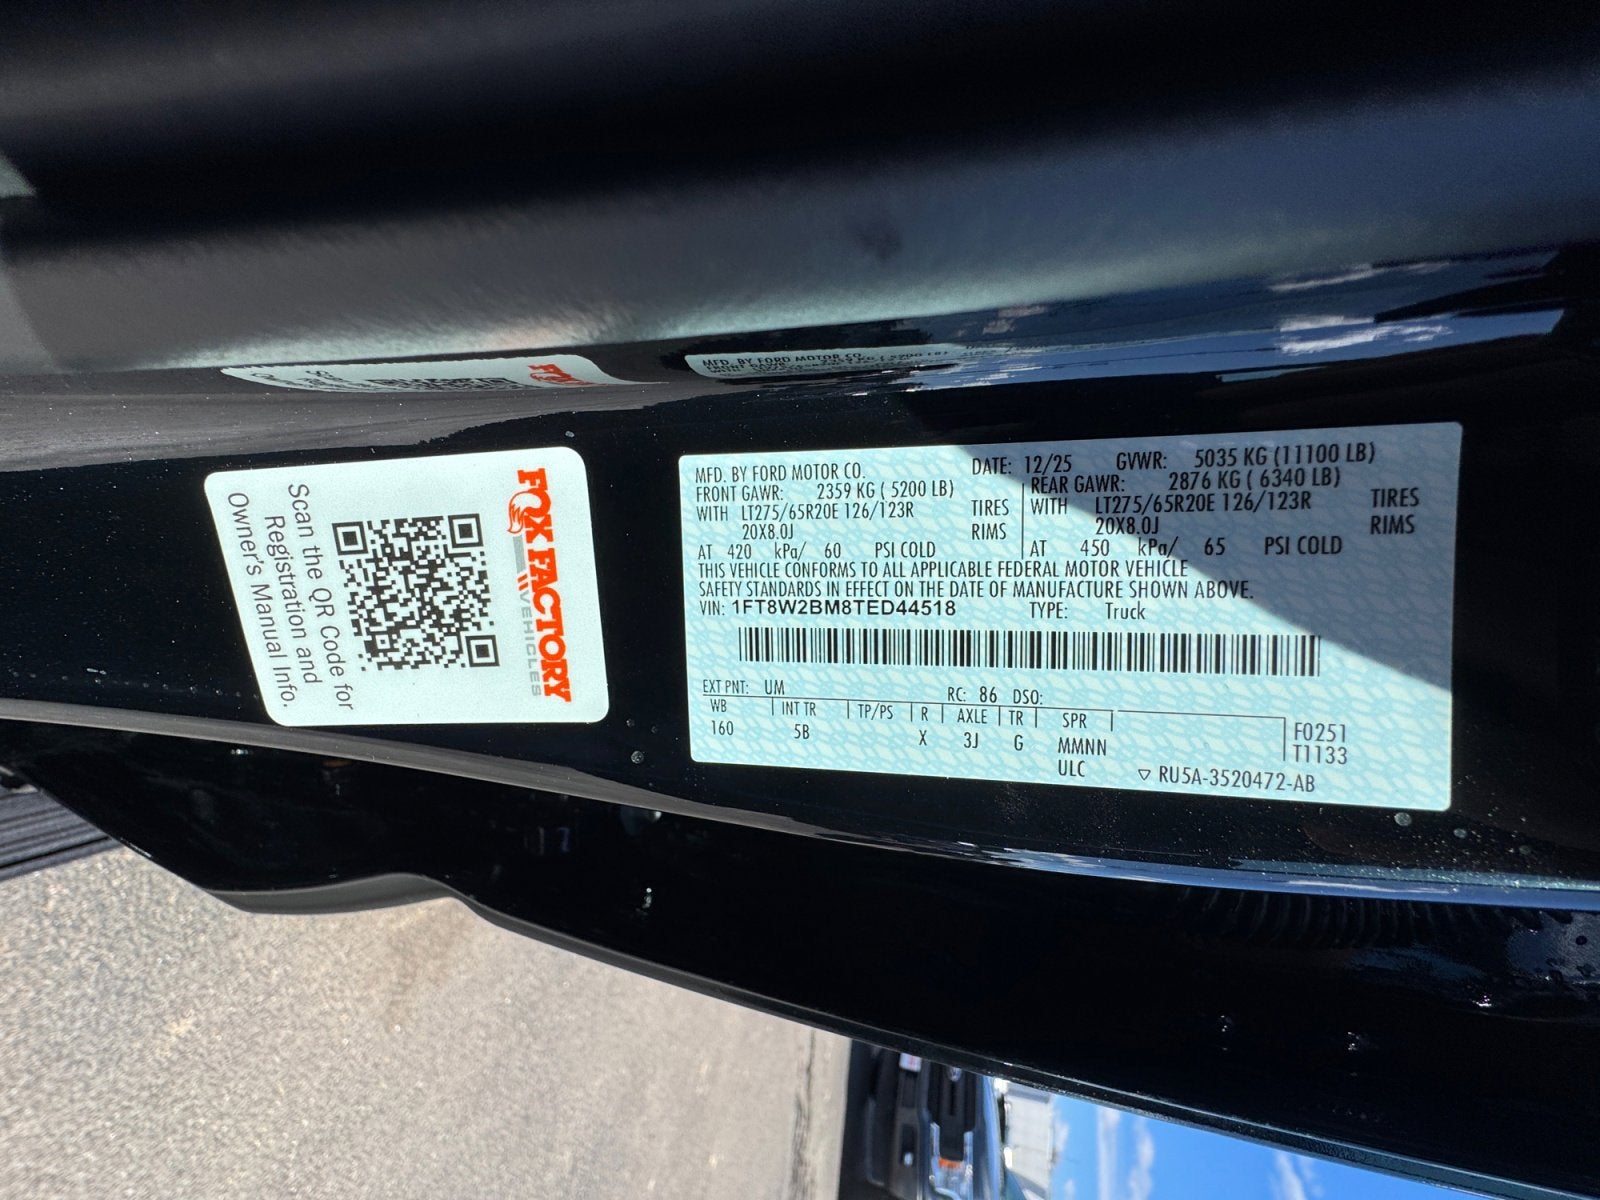 FOX FACTORY
VEHICLES
Scan the QR Code for
Registration and
Owner's Manual Info.
MFD. BY FORD MOTOR CO.
DATE: 12/25 GVWR: 5035 KG (11100 LB)
FRONT GAWR: 2359 KG ( 5200 LB)
WITH LT275/65R20E 126/123R TIRES
20X8.0J RIMS
AT 420 kPa/ 60 PSI COLD
REAR GAWR: 2876 KG ( 6340 LB)
WITH LT275/65R20E 126/123R TIRES
20X8.0J RIMS
AT 450 kPa/ 65 PSI COLD
THIS VEHICLE CONFORMS TO ALL APPLICABLE FEDERAL MOTOR VEHICLE
SAFETY STANDARDS IN EFFECT ON THE DATE OF MANUFACTURE SHOWN ABOVE.
VIN: 1FT8W2BM8TED44518 TYPE: Truck
EXT PNT: UM RC: 86 DSO:
WB INT TR TP/PS R AXLE TR SPR
160 5B X 3J G MMNN
ULC
F0251
T1133
RU5A-3520472-AB